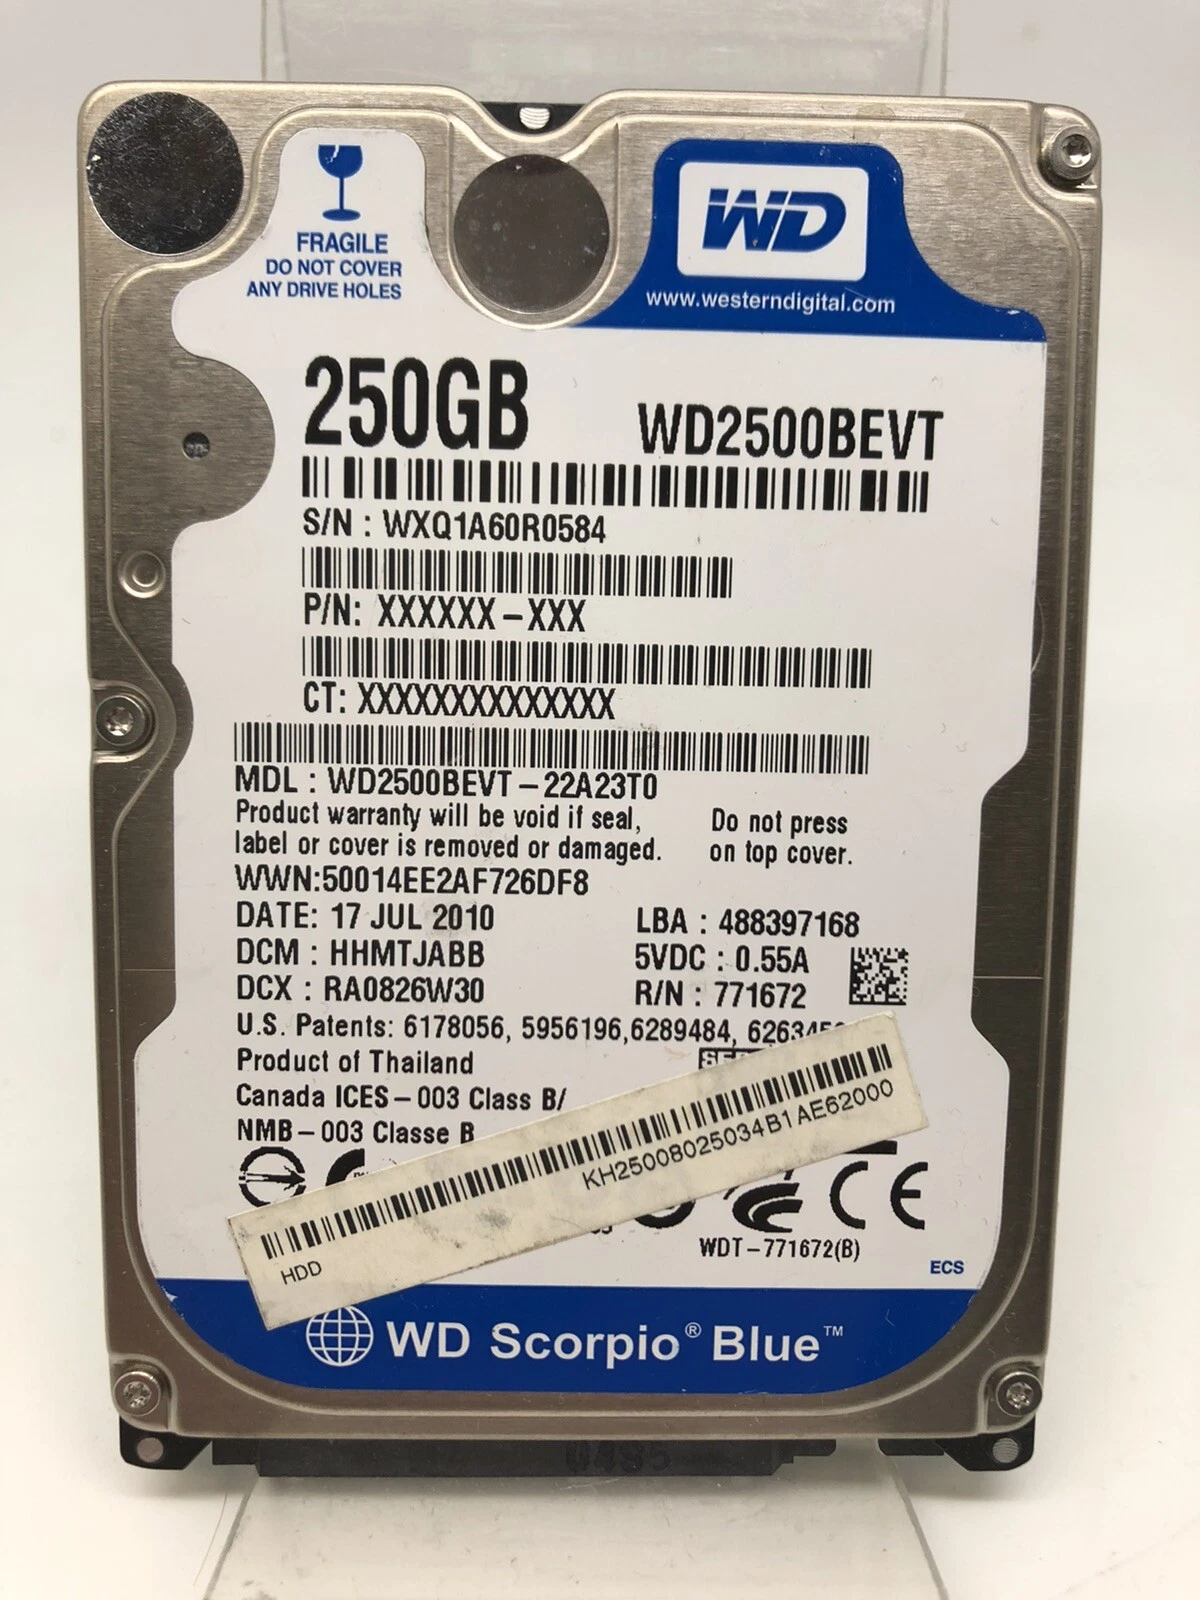 FRAGILE
DO NOT COVER
ANY DRIVE HOLES
WD
www.westerndigital.com
250GB
WD2500BEVT
S/N : WXQ1A60R0584
P/N: XXXXXX-XXX
CT: XXXXXXXXXXXXXX
MDL : WD2500BEVT-22A23T0
Product warranty will be void if seal,
label or cover is removed or damaged.
Do not press
on top cover.
WWN:50014EE2AF726DF8
DATE: 17 JUL 2010
LBA : 488397168
DCM : HHMTJABB
5VDC : 0.55A
DCX : RA0826W30
R/N : 771672
U.S. Patents: 6178056, 5956196,6289484,
Product of Thailand
Canada ICES-003 Class B/
NMB-003 Classe B
KH25008025034B1AE62000
HDD
CE
WDT-771672(B)
ECS
WD Scorpio® Blue™
0495